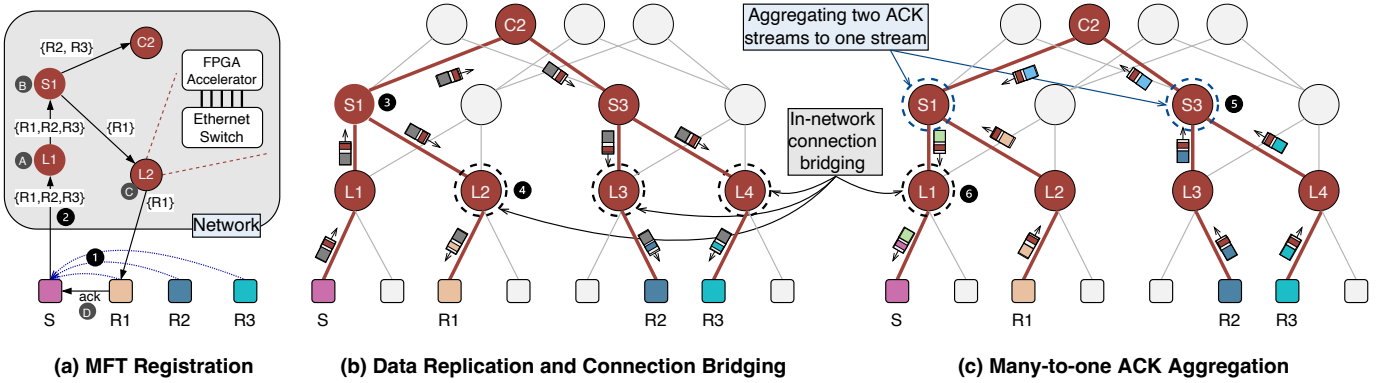 {R2, R3}
C2
B
S1
FPGA
Accelerator
Ethernet
Switch
{R1}
{R1,R2,R3}
A
L1
L2
C
{R1,R2,R3}
{R1}
2
Network
1
ack
D
S
R1
R2
R3
(a) MFT Registration
C2
S1
3
S3
L1
L2
4
L3
L4
S
R1
R2
R3
(b) Data Replication and Connection Bridging
Aggregating two ACK
streams to one stream
In-network
connection
bridging
C2
S1
S3
5
L1
6
L2
L3
L4
S
R1
R2
R3
(c) Many-to-one ACK Aggregation